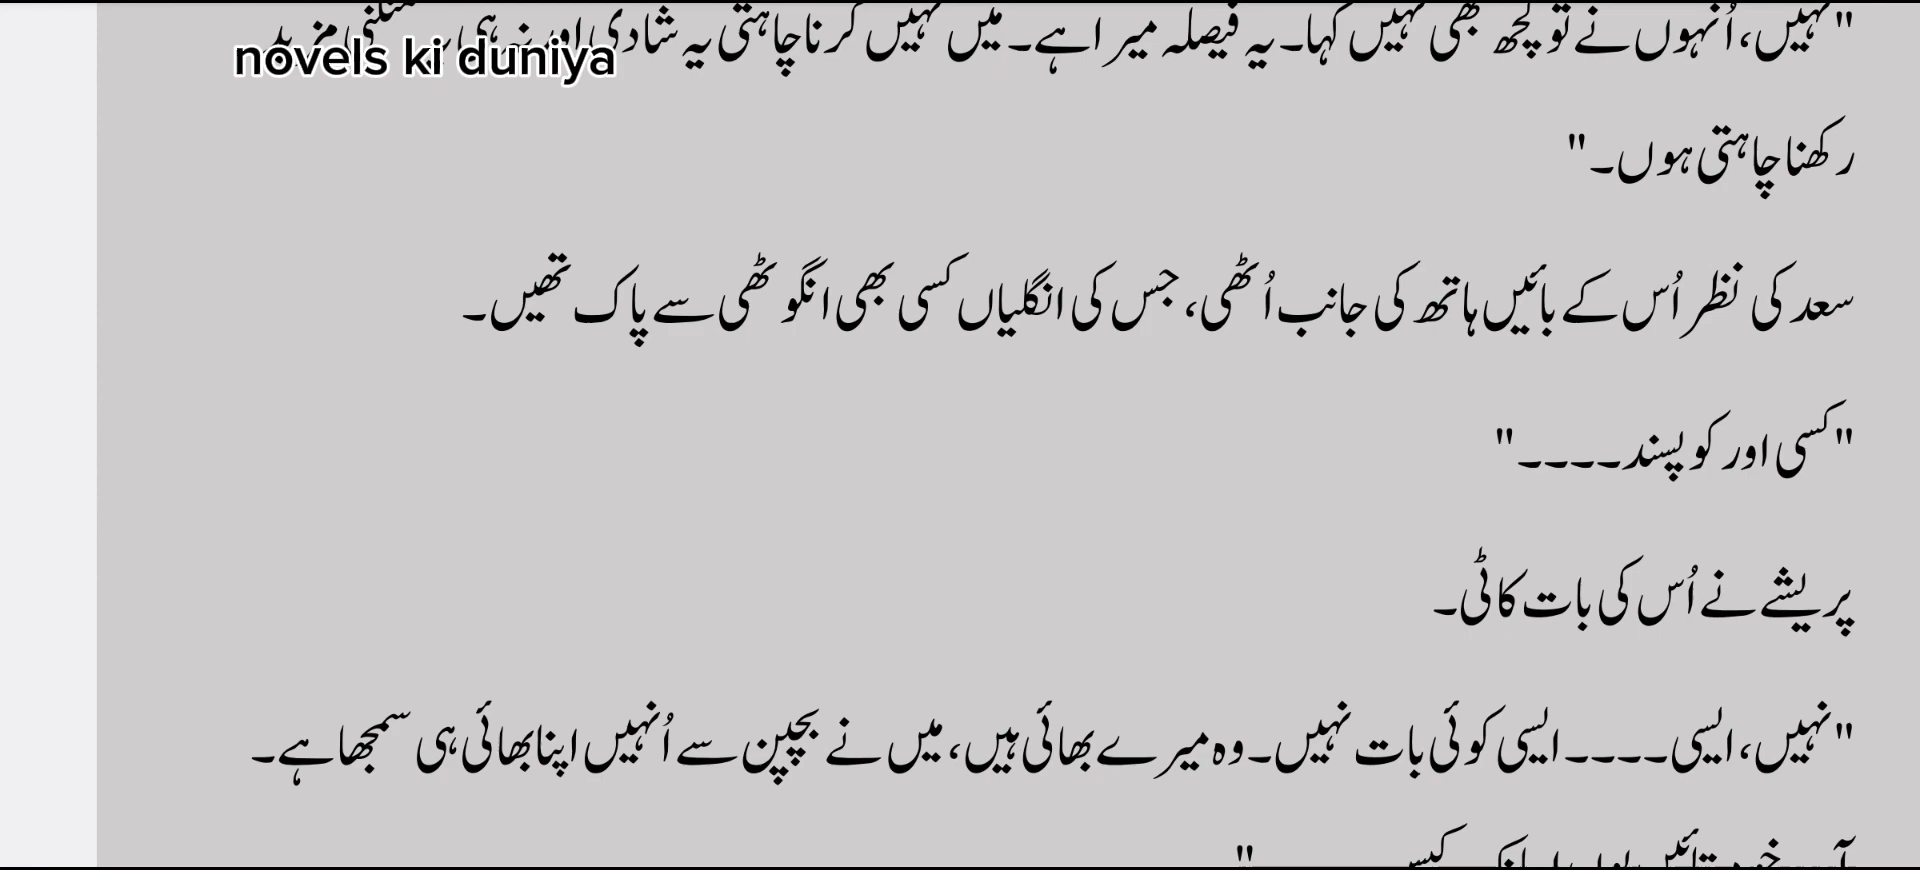 "نہیں، اُنہوں نے تو کچھ بھی نہیں کہا۔ یہ فیصلہ میرا ہے۔ میں نہیں کرنا چاہتی یہ شادی اور نہ ہی
novels ki duniya
رکھنا چاہتی ہوں۔"
سعد کی نظر اُس کے بائیں ہاتھ کی جانب اُٹھی، جس کی انگلیاں کسی بھی انگوٹھی سے پاک تھیں۔
"کسی اور کو پسند۔۔۔۔"
پریشے نے اُس کی بات کاٹی۔
"نہیں، ایسی۔۔۔۔ ایسی کوئی بات نہیں۔ وہ میرے بھائی ہیں، میں نے بچپن سے اُنہیں اپنا بھائی ہی سمجھا ہے۔